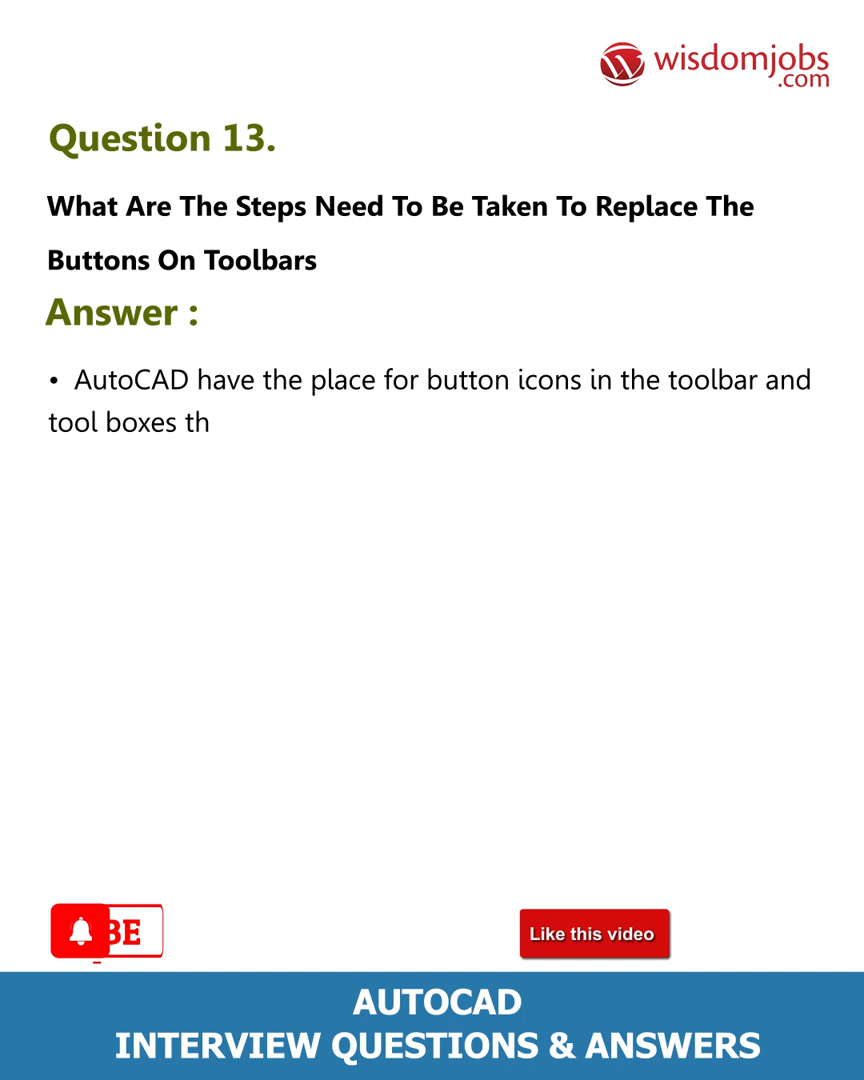 wisdomjobs
.com
Question 13.
What Are The Steps Need To Be Taken To Replace The
Buttons On Toolbars
Answer :
• AutoCAD have the place for button icons in the toolbar and
tool boxes th
BE
Like this video
AUTOCAD
INTERVIEW QUESTIONS & ANSWERS